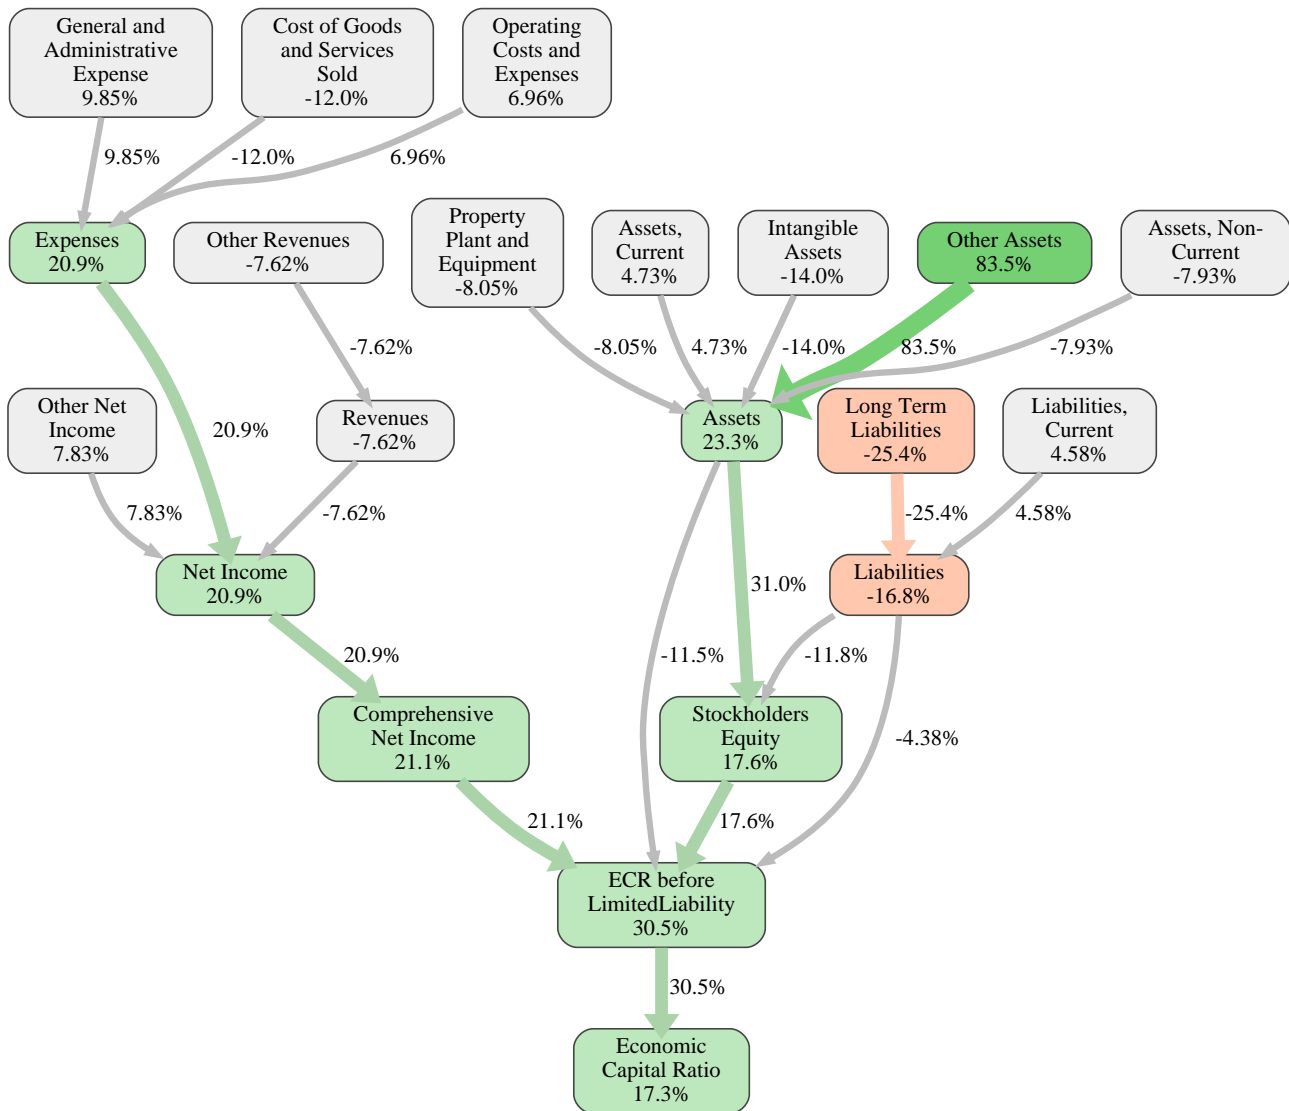 General and
Administrative
Expense
9.85%
Cost of Goods
and Services
Sold
-12.0%
Operating
Costs and
Expenses
6.96%
9.85%
-12.0%
6.96%
Expenses
20.9%
Other Revenues
-7.62%
Property
Plant and
Equipment
-8.05%
Assets,
Current
4.73%
Intangible
Assets
-14.0%
Other Assets
83.5%
Assets, Non-
Current
-7.93%
-7.62%
-8.05%
4.73%
-14.0%
83.5%
-7.93%
Other Net
Income
7.83%
20.9%
Revenues
-7.62%
Assets
23.3%
Long Term
Liabilities
-25.4%
Liabilities,
Current
4.58%
7.83%
-7.62%
-25.4%
4.58%
Net Income
20.9%
31.0%
Liabilities
-16.8%
20.9%
-11.5%
-11.8%
Comprehensive
Net Income
21.1%
Stockholders
Equity
17.6%
-4.38%
21.1%
17.6%
ECR before
LimitedLiability
30.5%
30.5%
Economic
Capital Ratio
17.3%